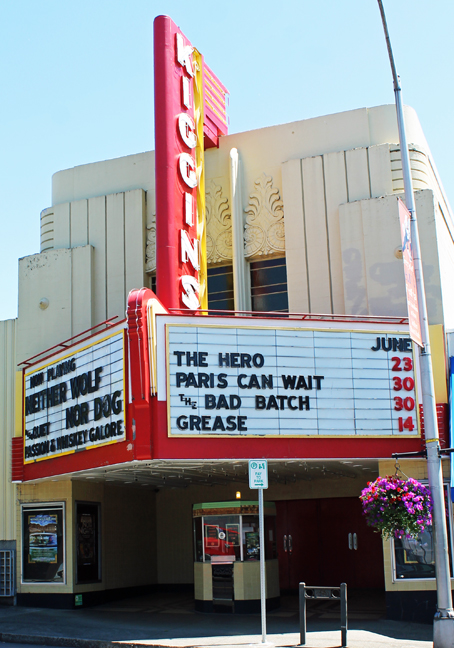 KIGGINS
NOW PLAYING
NEITHER WOLF
NOR DOG
QUIET
PASSION & WHISKEY GALORE
JUNE
THE HERO 23
PARIS CAN WAIT 30
THE BAD BATCH 30
GREASE 14
P